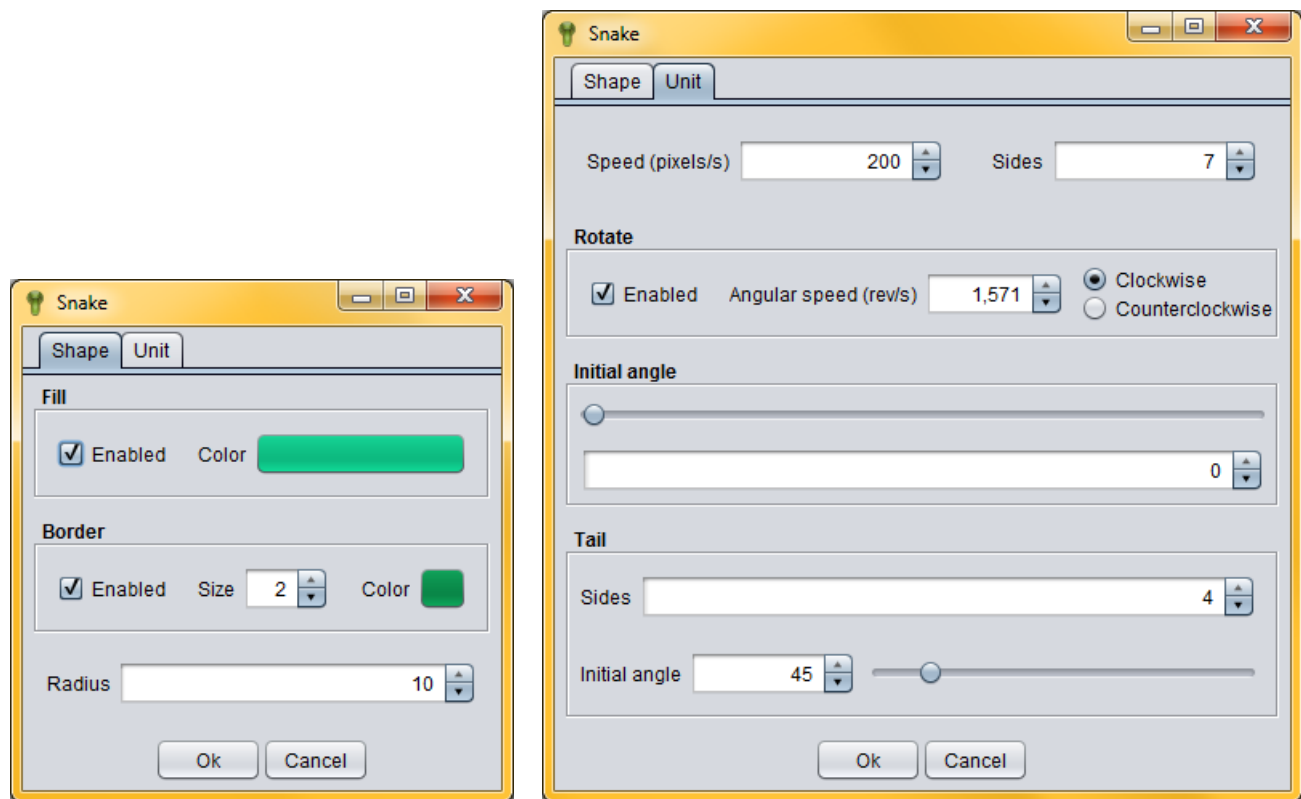 Snake
Shape Unit
Fill
Enabled Color
Border
Enabled Size 2 Color
Radius 10
Ok Cancel
Snake
Shape Unit
Speed (pixels/s) 200 Sides 7
Rotate
Enabled Angular speed (rev/s) 1,571 Clockwise
Counterclockwise
Initial angle
0
Tail
Sides 4
Initial angle 45
Ok Cancel